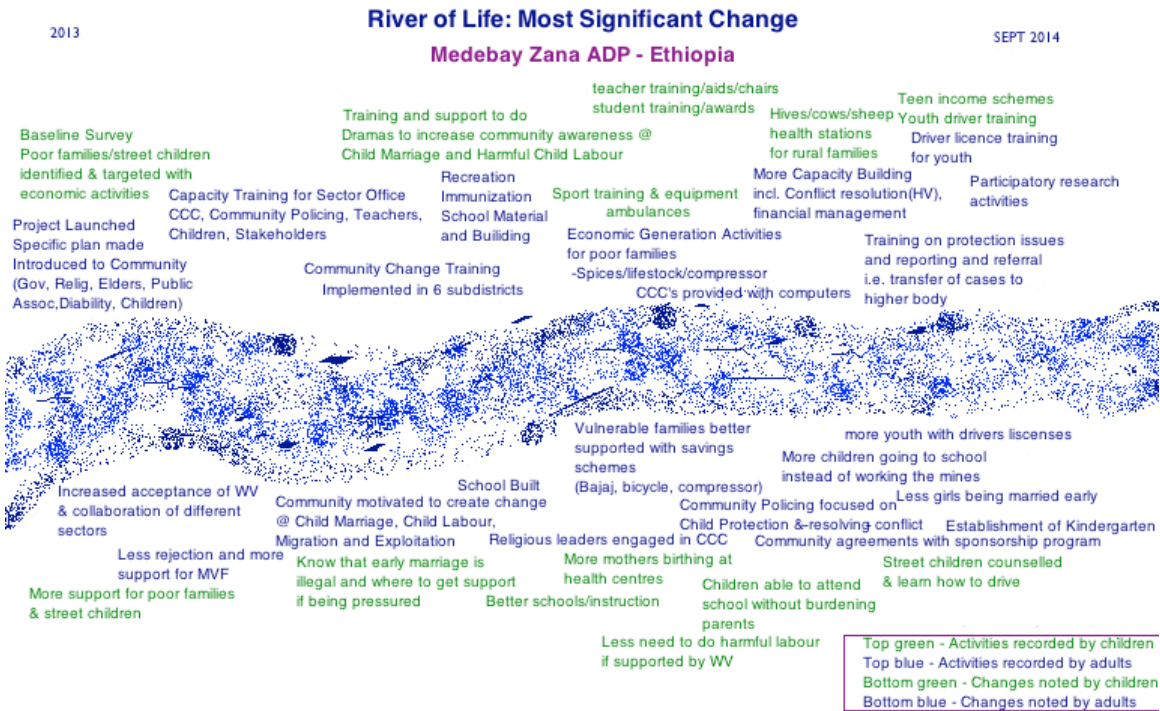 River of Life: Most Significant Change
2013
SEPT 2014
Medebay Zana ADP - Ethiopia
Baseline Survey
Poor families/street children
identified & targeted with
economic activities
Project Launched
Specific plan made
Introduced to Community
(Gov, Relig, Elders, Public
Assoc,Diability, Children)
Capacity Training for Sector Office
CCC, Community Policing, Teachers,
Children, Stakeholders
Training and support to do
Dramas to increase community awareness @
Child Marriage and Harmful Child Labour
Community Change Training
Implemented in 6 subdistricts
Recreation
Immunization
School Material
and Builiding
teacher training/aids/chairs
student training/awards
Sport training & equipment
ambulances
Economic Generation Activities
for poor families
-Spices/lifestock/compressor
CCC's provided with computers
Hives/cows/sheep
health stations
for rural families
More Capacity Building
incl. Conflict resolution(HV),
financial management
Teen income schemes
Youth driver training
Driver licence training
for youth
Participatory research
activities
Training on protection issues
and reporting and referral
i.e. transfer of cases to
higher body
Increased acceptance of WV
& collaboration of different
sectors
Less rejection and more
support for MVF
More support for poor families
& street children
School Built
Community motivated to create change
@ Child Marriage, Child Labour,
Migration and Exploitation
Know that early marriage is
illegal and where to get support
if being pressured
Religious leaders engaged in CCC
Better schools/instruction
Vulnerable families better
supported with savings
schemes
(Bajaj, bicycle, compressor)
More mothers birthing at
health centres
Less need to do harmful labour
if supported by WV
Community Policing focused on
Child Protection & resolving conflict
Children able to attend
school without burdening
parents
more youth with drivers liscenses
More children going to school
instead of working the mines
Less girls being married early
Establishment of Kindergarten
Community agreements with sponsorship program
Street children counselled
& learn how to drive
Top green - Activities recorded by children
Top blue - Activities recorded by adults
Bottom green - Changes noted by children
Bottom blue - Changes noted by adults